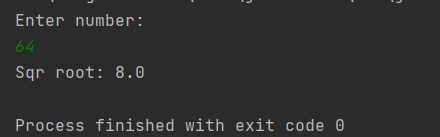 Enter number:
64
Sqr root: 8.0
Process finished with exit code 0